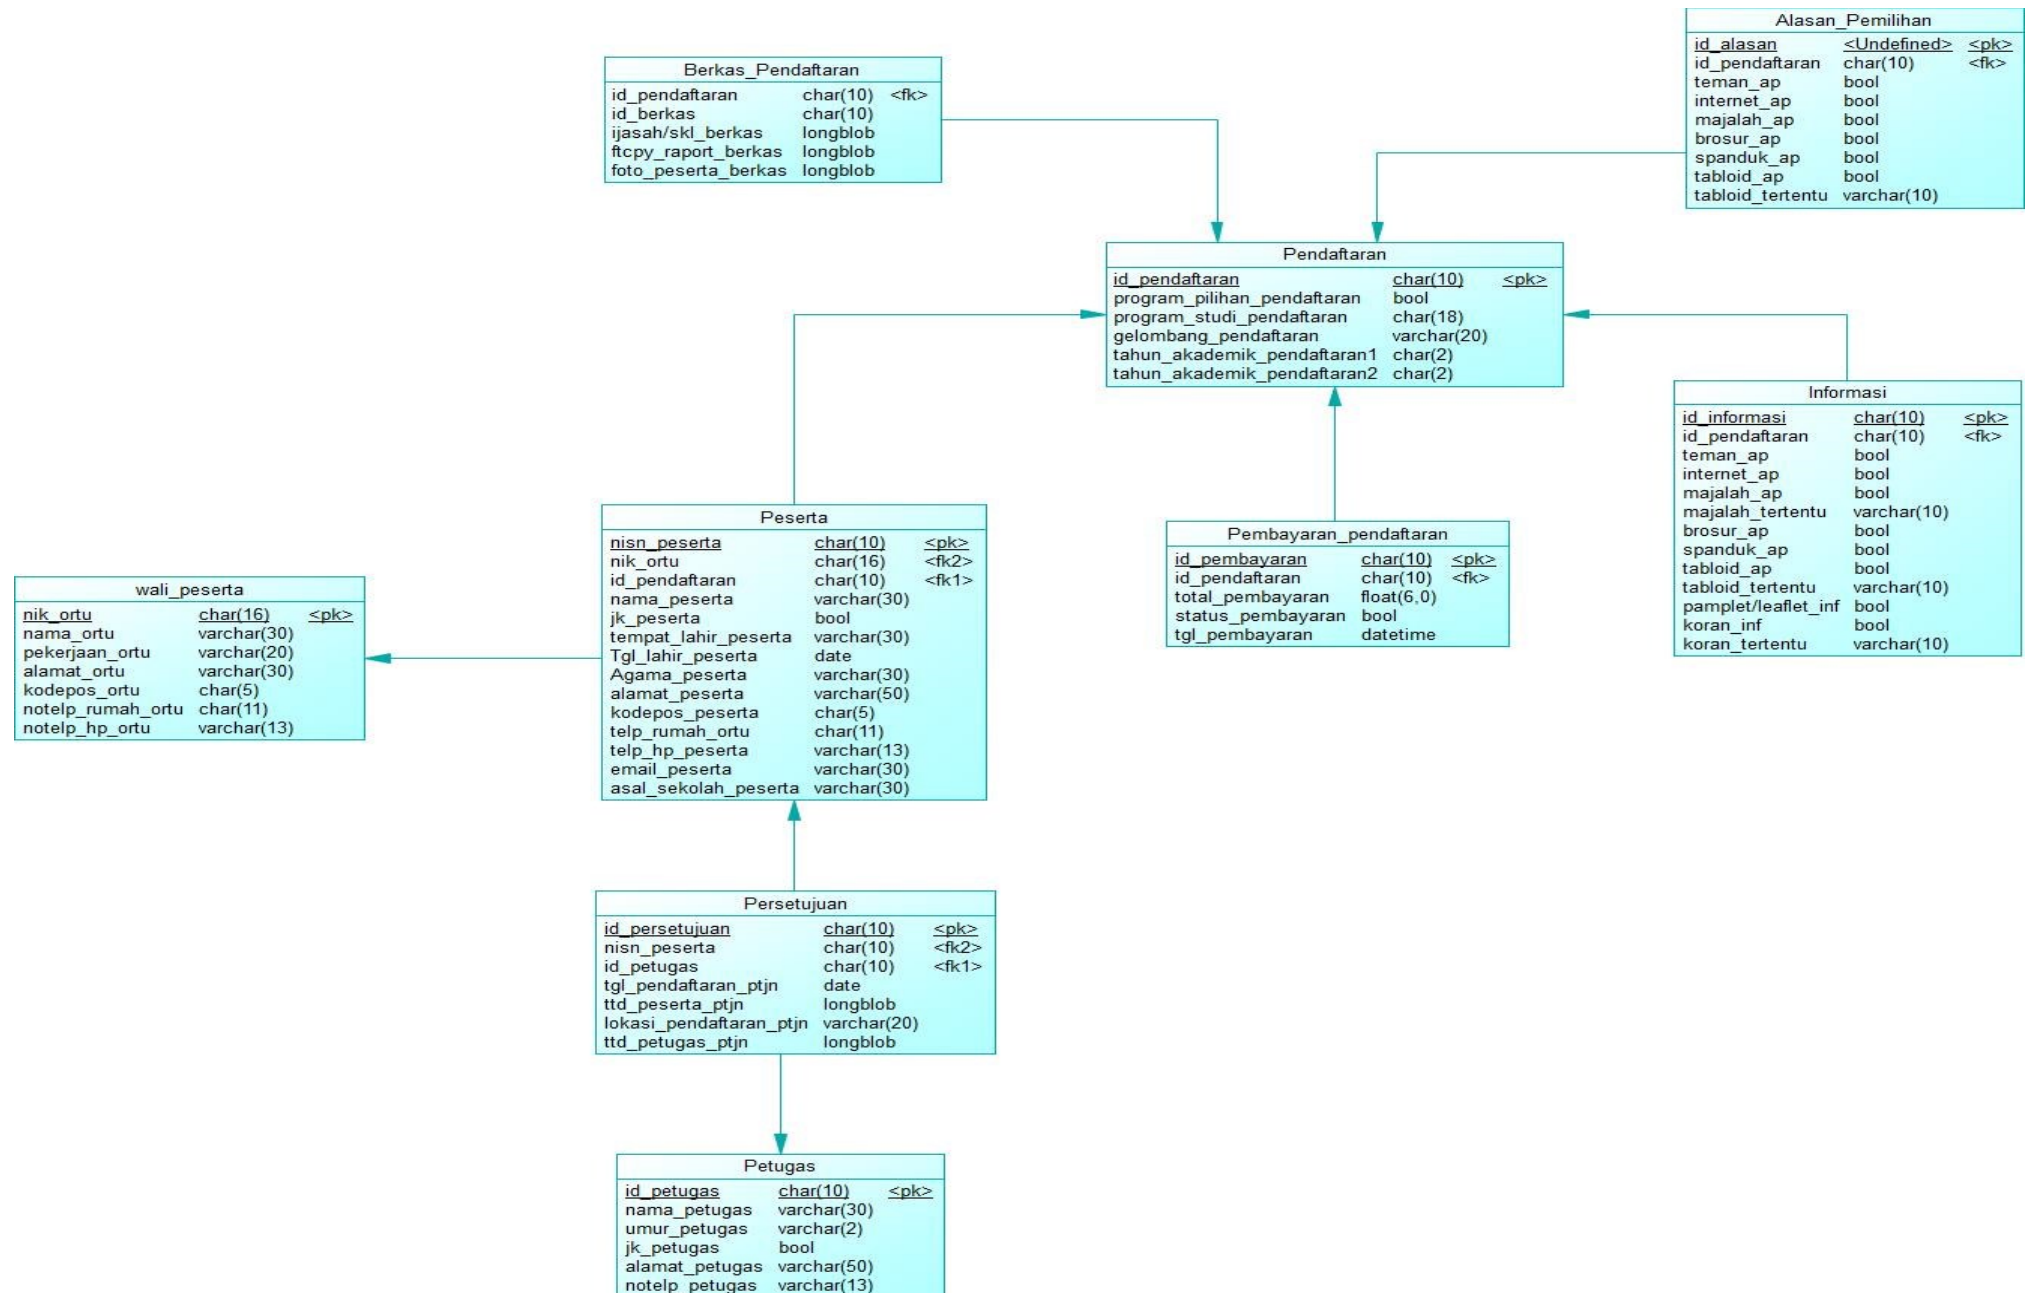 Alasan_Pemilihan
id_alasan <Undefined> <pk>
id_pendaftaran char(10) <fk>
teman_ap bool
internet_ap bool
majalah_ap bool
brosur_ap bool
spanduk_ap bool
tabloid_ap bool
tabloid_tertentu varchar(10)
Berkas_Pendaftaran
id_pendaftaran char(10) <fk>
id_berkas char(10)
ijasah/skl_berkas longblob
ftcpy_raport_berkas longblob
foto_peserta_berkas longblob
Pendaftaran
id_pendaftaran char(10) <pk>
program_pilihan_pendaftaran bool
program_studi_pendaftaran char(18)
gelombang_pendaftaran varchar(20)
tahun_akademik_pendaftaran1 char(2)
tahun_akademik_pendaftaran2 char(2)
Informasi
id_informasi char(10) <pk>
id_pendaftaran char(10) <fk>
teman_ap bool
internet_ap bool
majalah_ap bool
majalah_tertentu varchar(10)
brosur_ap bool
spanduk_ap bool
tabloid_ap bool
tabloid_tertentu varchar(10)
pamplet/leaflet_inf bool
koran_inf bool
koran_tertentu varchar(10)
Peserta
nisn_peserta char(10) <pk>
nik_ortu char(16) <fk2>
id_pendaftaran char(10) <fk1>
nama_peserta varchar(30)
jk_peserta bool
tempat_lahir_peserta varchar(30)
Tgl_lahir_peserta date
Agama_peserta varchar(30)
alamat_peserta varchar(50)
kodepos_peserta char(5)
telp_rumah_ortu char(11)
telp_hp_peserta varchar(13)
email_peserta varchar(30)
asal_sekolah_peserta varchar(30)
Pembayaran_pendaftaran
id_pembayaran char(10) <pk>
id_pendaftaran char(10) <fk>
total_pembayaran float(6,0)
status_pembayaran bool
tgl_pembayaran datetime
wali_peserta
nik_ortu char(16) <pk>
nama_ortu varchar(30)
pekerjaan_ortu varchar(20)
alamat_ortu varchar(30)
kodepos_ortu char(5)
notelp_rumah_ortu char(11)
notelp_hp_ortu varchar(13)
Persetujuan
id_persetujuan char(10) <pk>
nisn_peserta char(10) <fk2>
id_petugas char(10) <fk1>
tgl_pendaftaran_ptjn date
ttd_peserta_ptjn longblob
lokasi_pendaftaran_ptjn varchar(20)
ttd_petugas_ptjn longblob
Petugas
id_petugas char(10) <pk>
nama_petugas varchar(30)
umur_petugas varchar(2)
jk_petugas bool
alamat_petugas varchar(50)
notelp_petugas varchar(13)